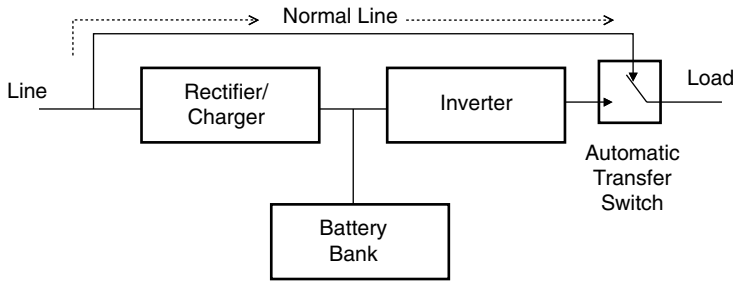 Normal Line
Line
Rectifier/
Charger
Inverter
Load
Automatic
Transfer
Switch
Battery
Bank